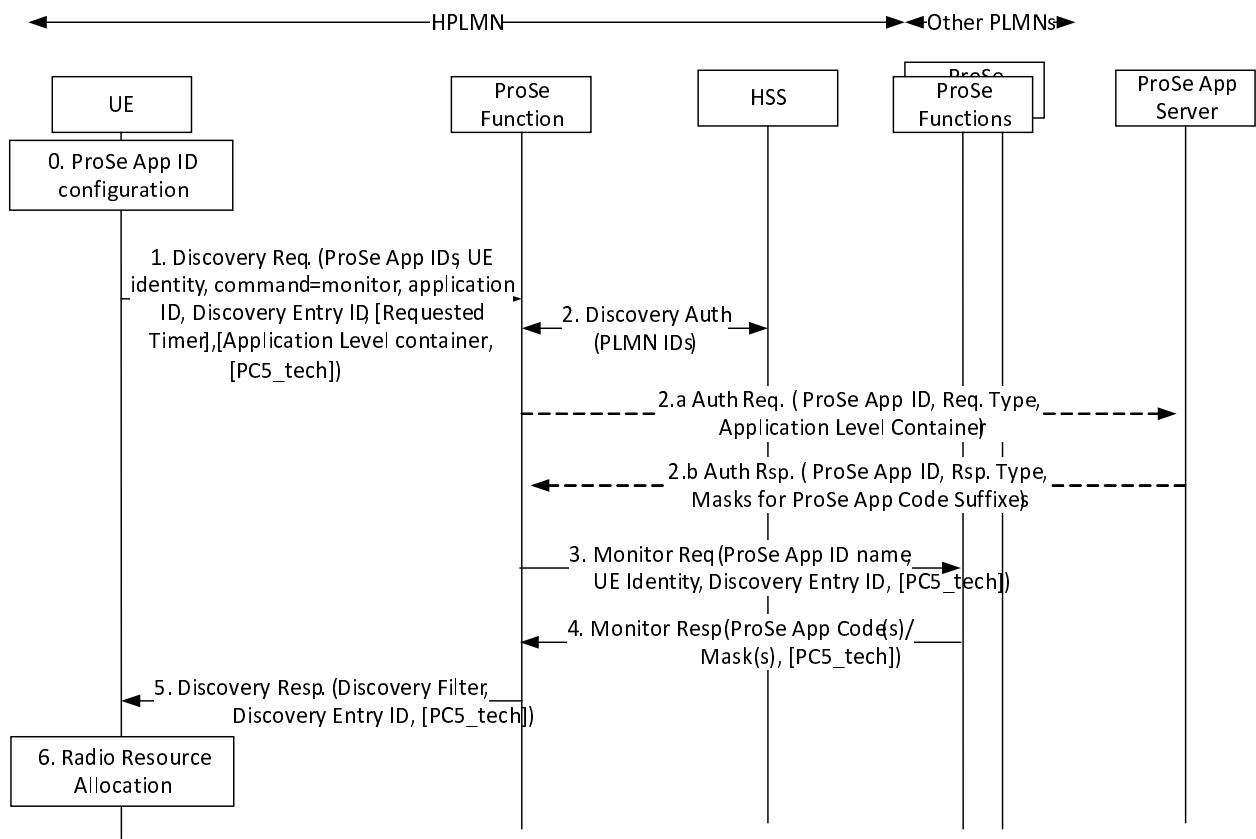 HPLMN
Other PLMNs
UE
ProSe
Function
HSS
ProSe
ProSe
Functions
ProSe App
Server
0. ProSe App ID
configuration
1. Discovery Req. (ProSe App IDs, UE
identity, command=monitor, application
ID, Discovery Entry ID, [Requested
Timer],[Application Level container,
[PC5_tech])
2. Discovery Auth
(PLMN IDs)
2.a Auth Req. ( ProSe App ID, Req. Type,
Application Level Container)
2.b Auth Rsp. ( ProSe App ID, Rsp. Type,
Masks for ProSe App Code Suffixes)
3. Monitor Req (ProSe App ID name,
UE Identity, Discovery Entry ID, [PC5_tech])
4. Monitor Resp (ProSe App Code(s)/
Mask(s), [PC5_tech])
5. Discovery Resp. (Discovery Filter,
Discovery Entry ID, [PC5_tech])
6. Radio Resource
Allocation